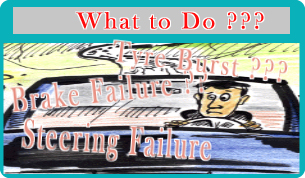 What to Do ???
Tyre Burst ???
Brake Failure ??
Steering Failure